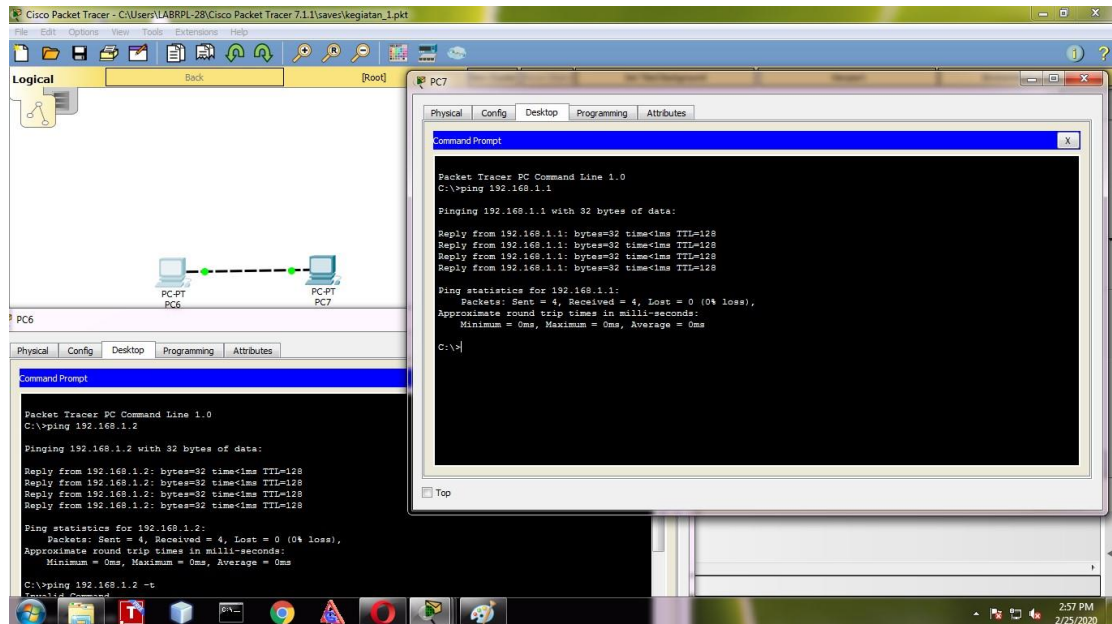 Cisco Packet Tracer - C:\Users\LABRPL-28\Cisco Packet Tracer 7.1.1\saves\kegiatan_1.pkt
File Edit Options View Tools Extensions Help
Logical
Back
[Root]
PC-PT
PC6
PC-PT
PC7
PC7
Physical Config Desktop Programming Attributes
Command Prompt
X
Packet Tracer PC Command Line 1.0
C:\>ping 192.168.1.1
Pinging 192.168.1.1 with 32 bytes of data:
Reply from 192.168.1.1: bytes=32 time<1ms TTL=128
Reply from 192.168.1.1: bytes=32 time<1ms TTL=128
Reply from 192.168.1.1: bytes=32 time<1ms TTL=128
Reply from 192.168.1.1: bytes=32 time<1ms TTL=128
Ping statistics for 192.168.1.1:
Packets: Sent = 4, Received = 4, Lost = 0 (0% loss),
Approximate round trip times in milli-seconds:
Minimum = 0ms, Maximum = 0ms, Average = 0ms
C:\>
Top
PC6
Physical Config Desktop Programming Attributes
Command Prompt
Packet Tracer PC Command Line 1.0
C:\>ping 192.168.1.2
Pinging 192.168.1.2 with 32 bytes of data:
Reply from 192.168.1.2: bytes=32 time<1ms TTL=128
Reply from 192.168.1.2: bytes=32 time<1ms TTL=128
Reply from 192.168.1.2: bytes=32 time<1ms TTL=128
Reply from 192.168.1.2: bytes=32 time<1ms TTL=128
Ping statistics for 192.168.1.2:
Packets: Sent = 4, Received = 4, Lost = 0 (0% loss),
Approximate round trip times in milli-seconds:
Minimum = 0ms, Maximum = 0ms, Average = 0ms
C:\>ping 192.168.1.2 -t
Invalid Command
2:57 PM
2/25/2020